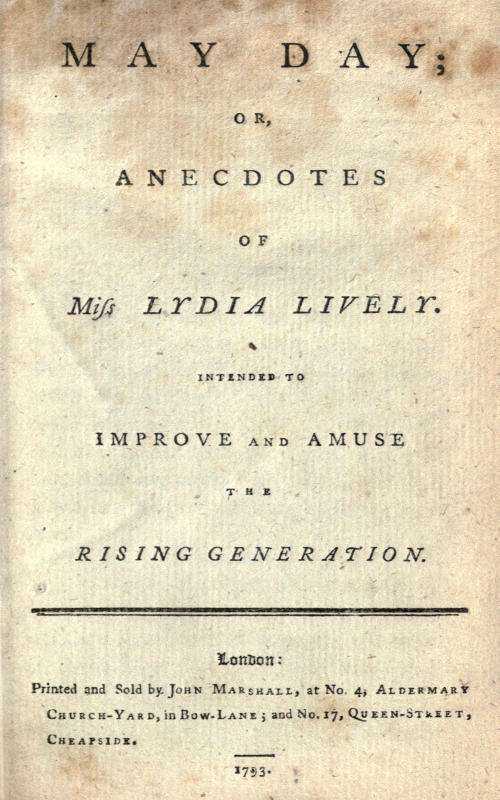 MAY DAY;
OR,
ANECDOTES
OF
Miſs LYDIA LIVELY.
INTENDED TO
IMPROVE AND AMUSE
THE
RISING GENERATION.
London:
Printed and Sold by JOHN MARSHALL, at No. 4, ALDERMARY
CHURCH-YARD, in BOW-LANE; and No. 17, QUEEN-STREET,
CHEAPSIDE.
1793.